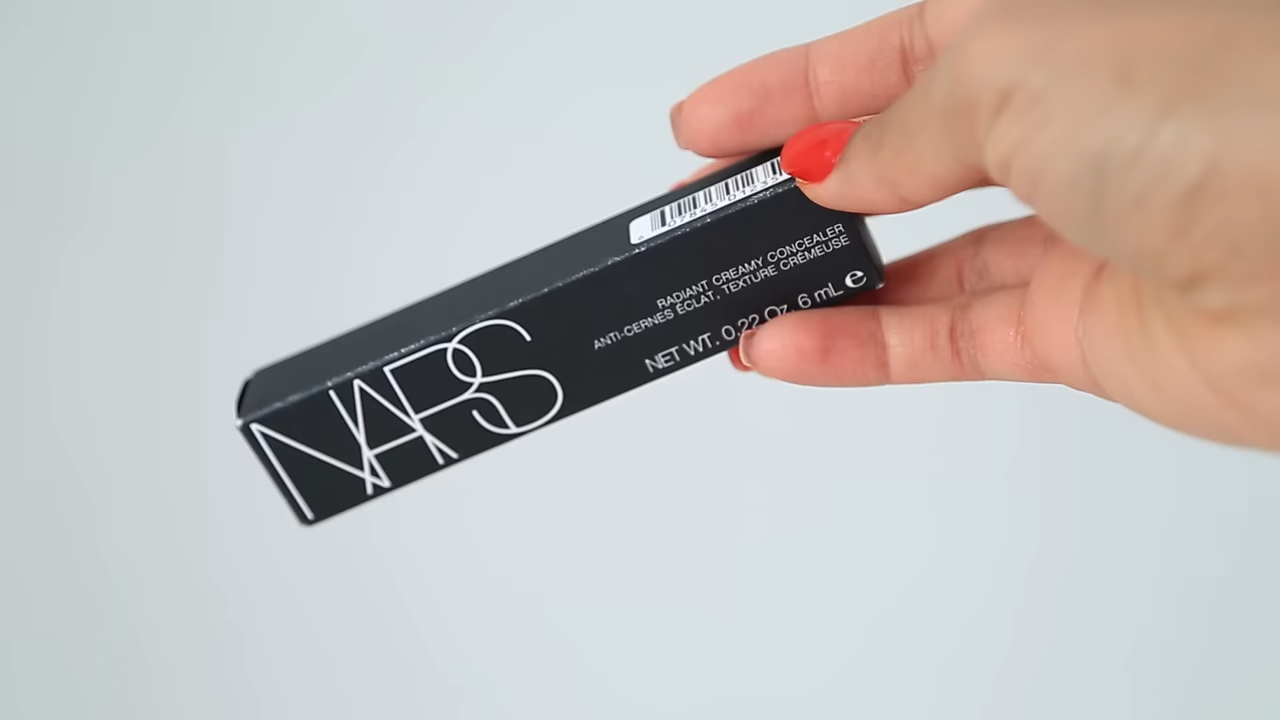 NARS
RADIANT CREAMY CONCEALER
ANTI-CERNES ÉCLAT, TEXTURE CRÉMEUSE
NET WT. 0.22 Oz. 6 mL ℮